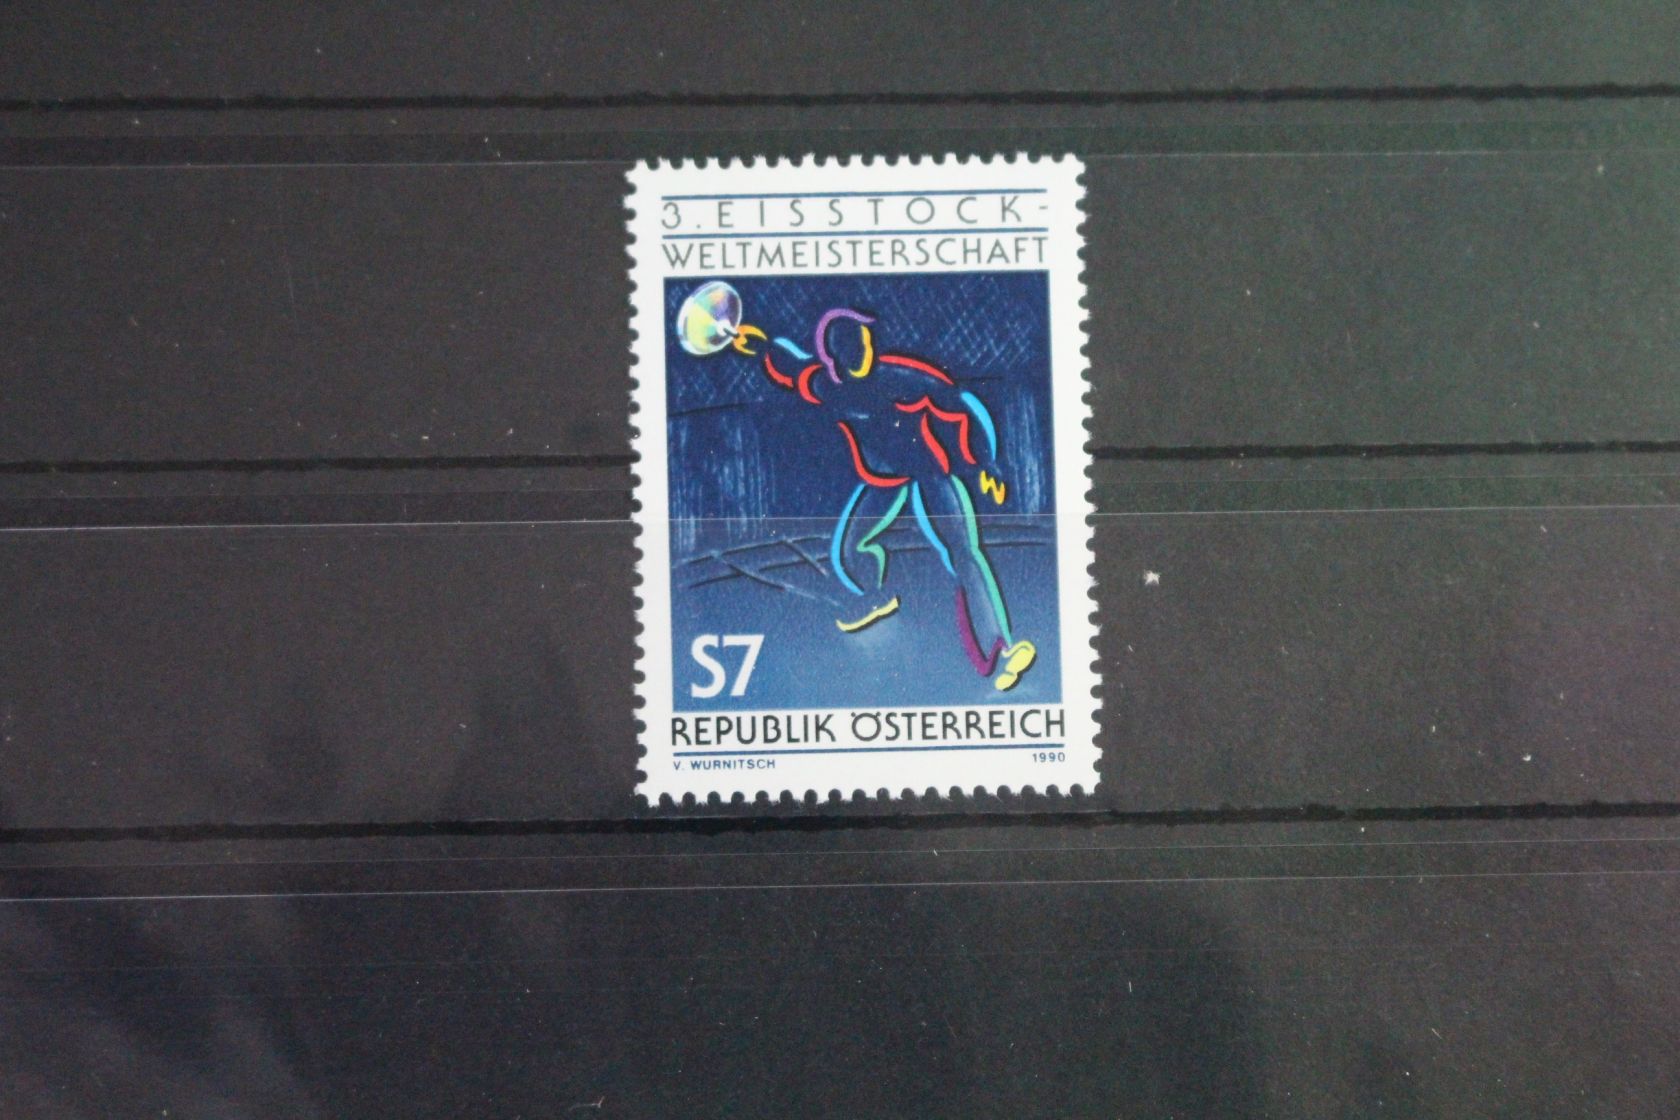 3. EISSTOCK-
WELTMEISTERSCHAFT
S7
REPUBLIK ÖSTERREICH
V. WURNITSCH 1990